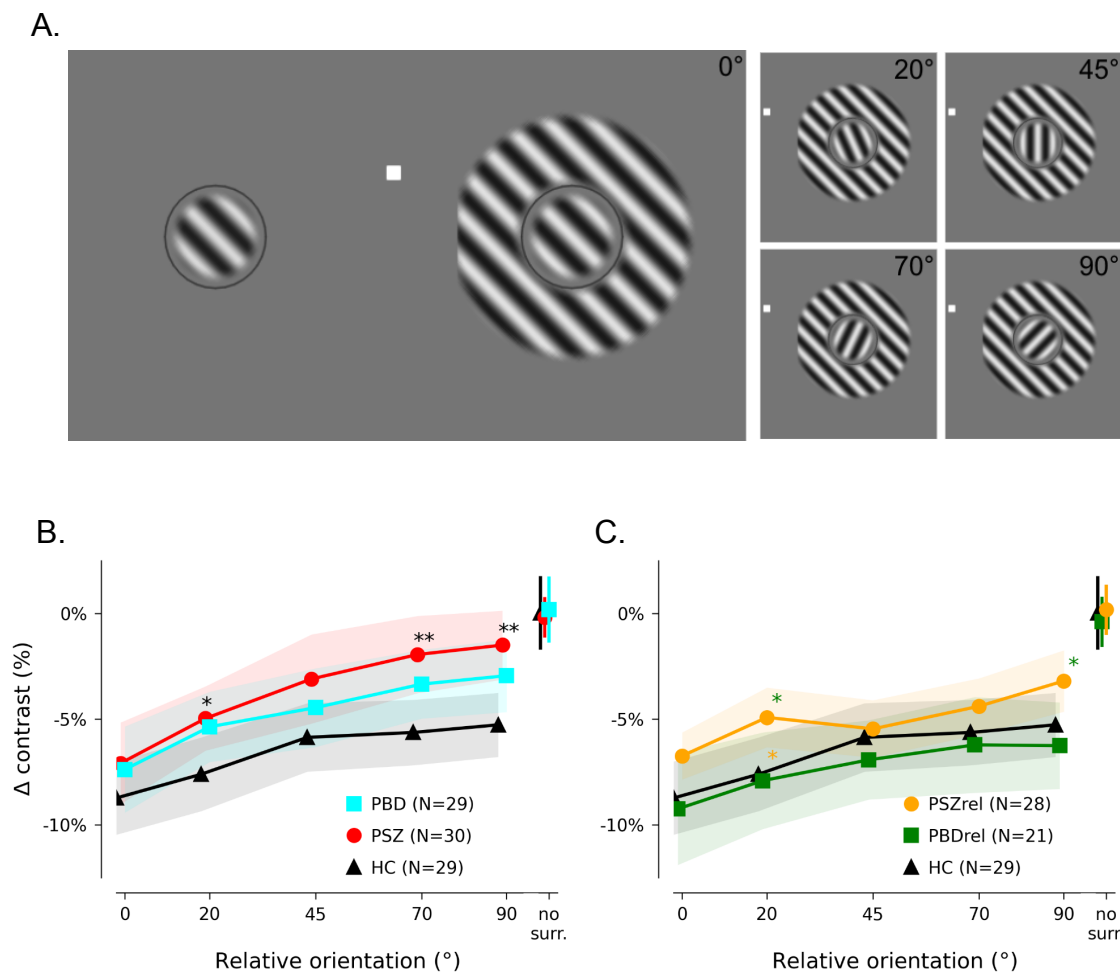 A.
0°
20°
45°
70°
90°
B.
C.
Δ contrast (%)
0%
-5%
-10%
*
**
**
PBD (N=29)
PSZ (N=30)
HC (N=29)
0 20 45 70 90 no surr.
Relative orientation (°)
0%
-5%
-10%
*
*
*
PSZrel (N=28)
PBDrel (N=21)
HC (N=29)
0 20 45 70 90 no surr.
Relative orientation (°)